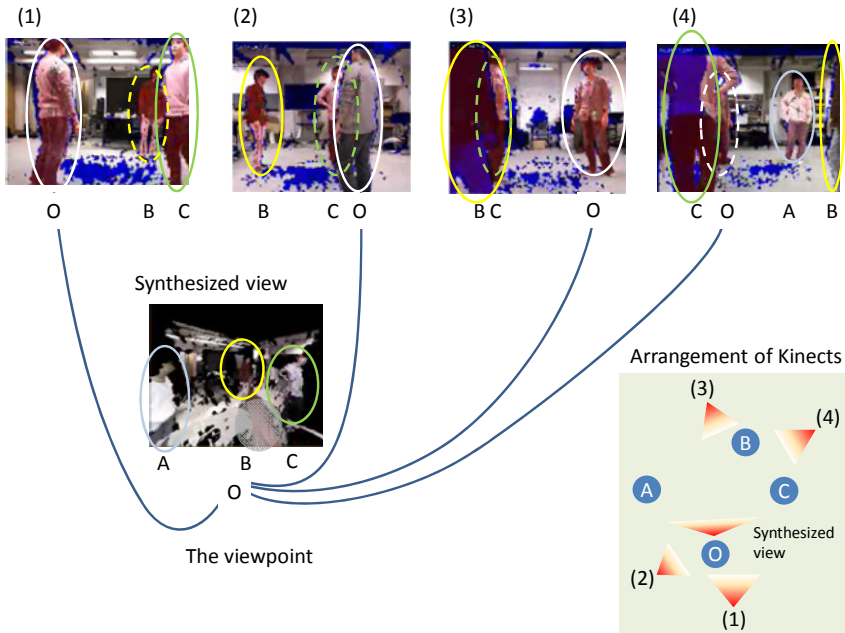 (1) (2) (3) (4)
O B C B C O B C O C O A B
Synthesized view
A B C
O
The viewpoint
Arrangement of Kinects
(3)
(4)
B
A C
Synthesized
view
O
(2)
(1)